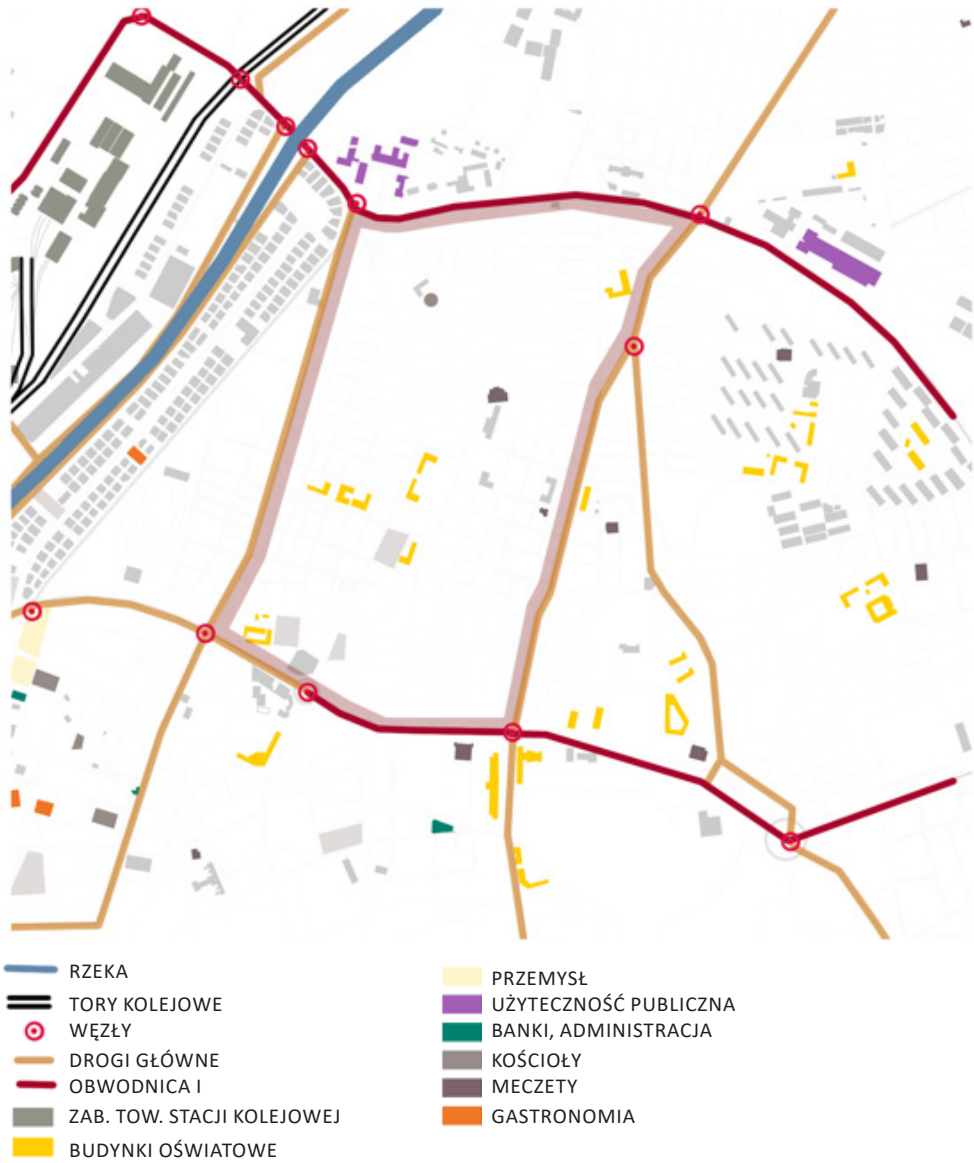 RZEKA
TORY KOLEJOWE
WĘZŁY
DROGI GŁÓWNE
OBWODNICA I
ZAB. TOW. STACJI KOLEJOWEJ
BUDYNKI OŚWIATOWE
PRZEMYSŁ
UŻYTECZNOŚĆ PUBLICZNA
BANKI, ADMINISTRACJA
KOŚCIOŁY
MECZETY
GASTRONOMIA